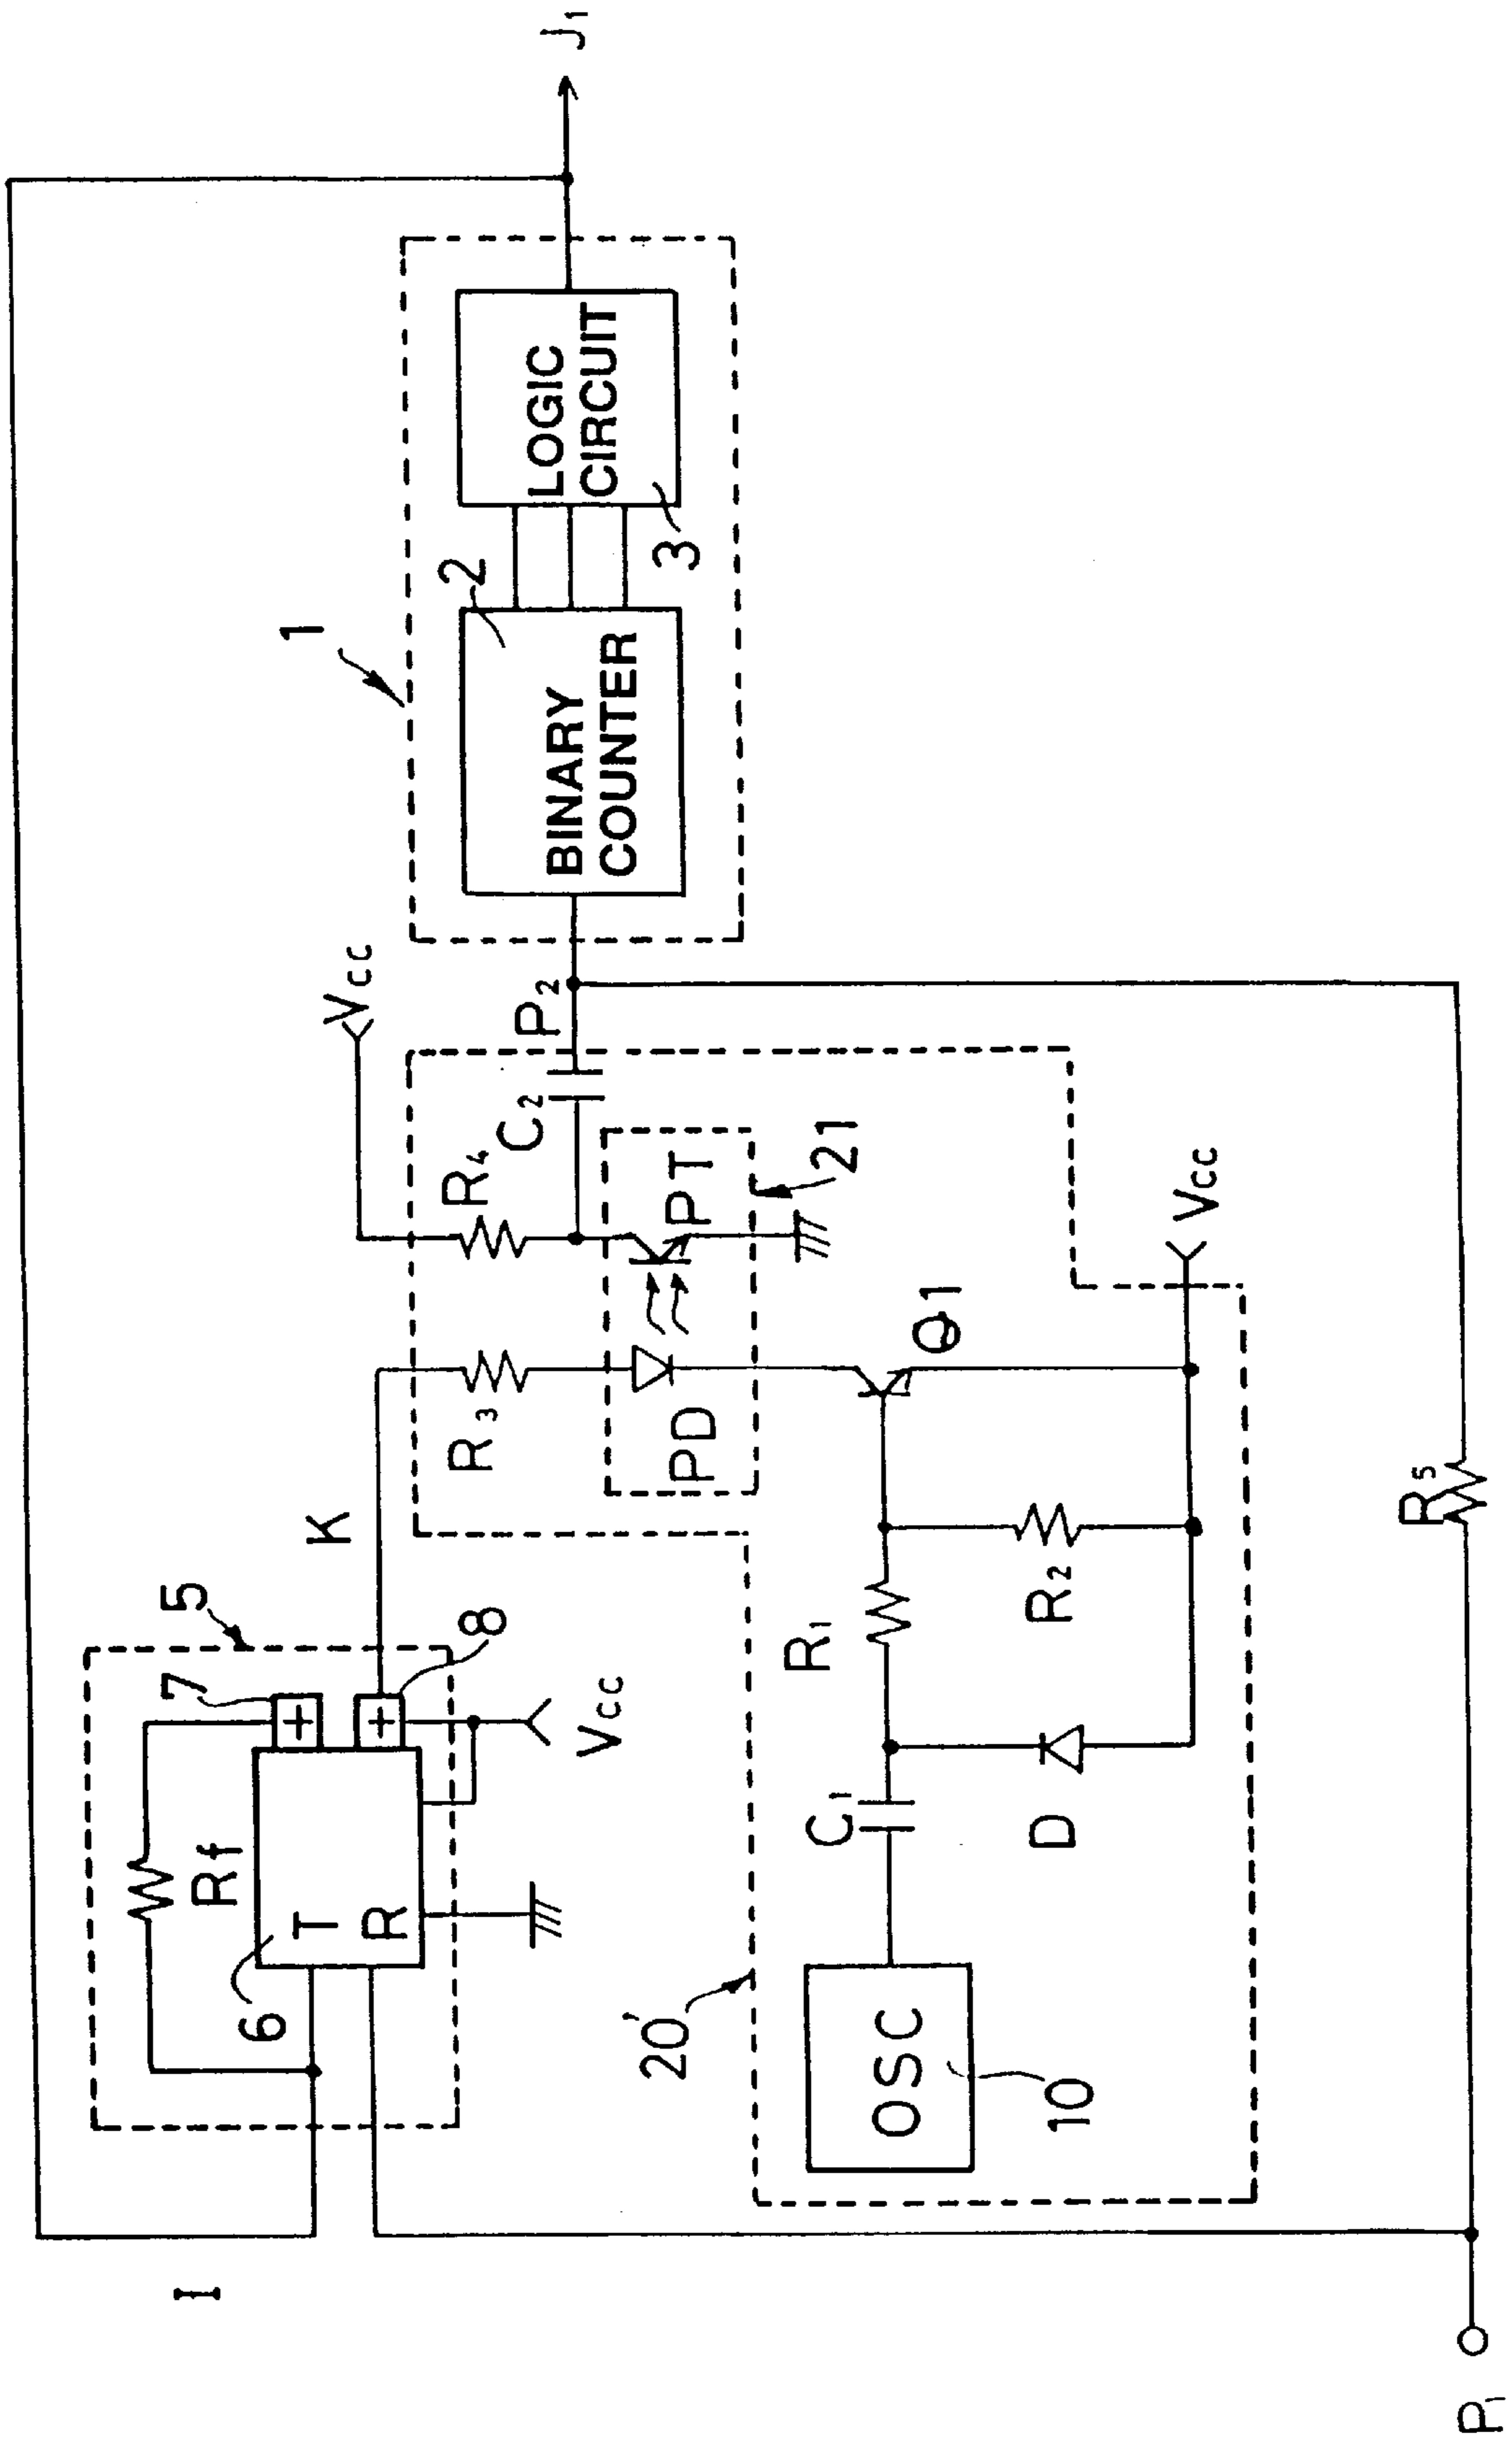 I
5
7
Rf
6
T
R
+
+
8
Vcc
K
Vcc
1
2
BINARY
COUNTER
LOGIC
CIRCUIT
3
J1
R3
R4
C2
P2
PD
PT
21
20'
OSC
10
C1
R1
D
R2
Q1
Vcc
R5
P1